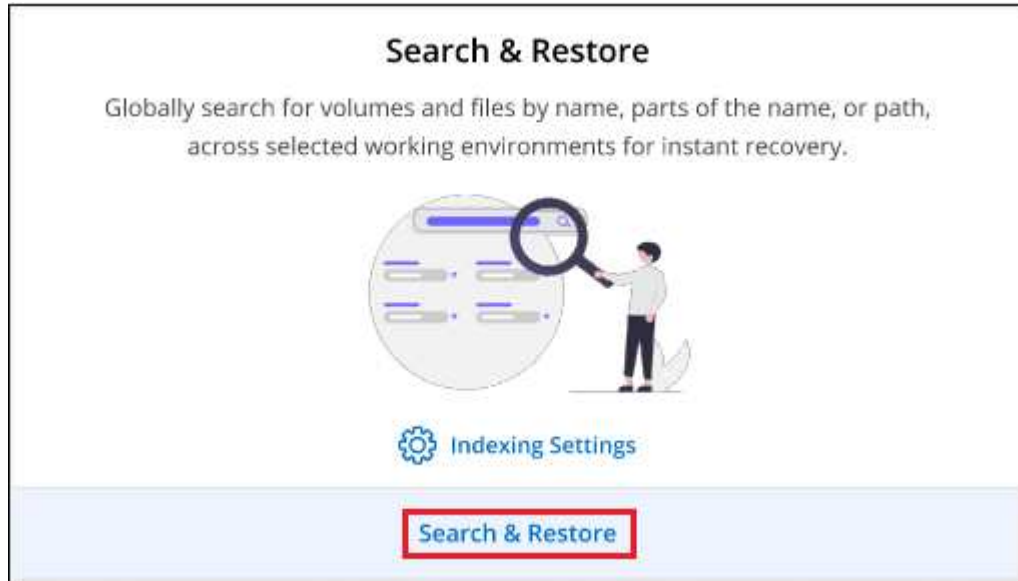 Search & Restore
Globally search for volumes and files by name, parts of the name, or path,
across selected working environments for instant recovery.
Indexing Settings
Search & Restore